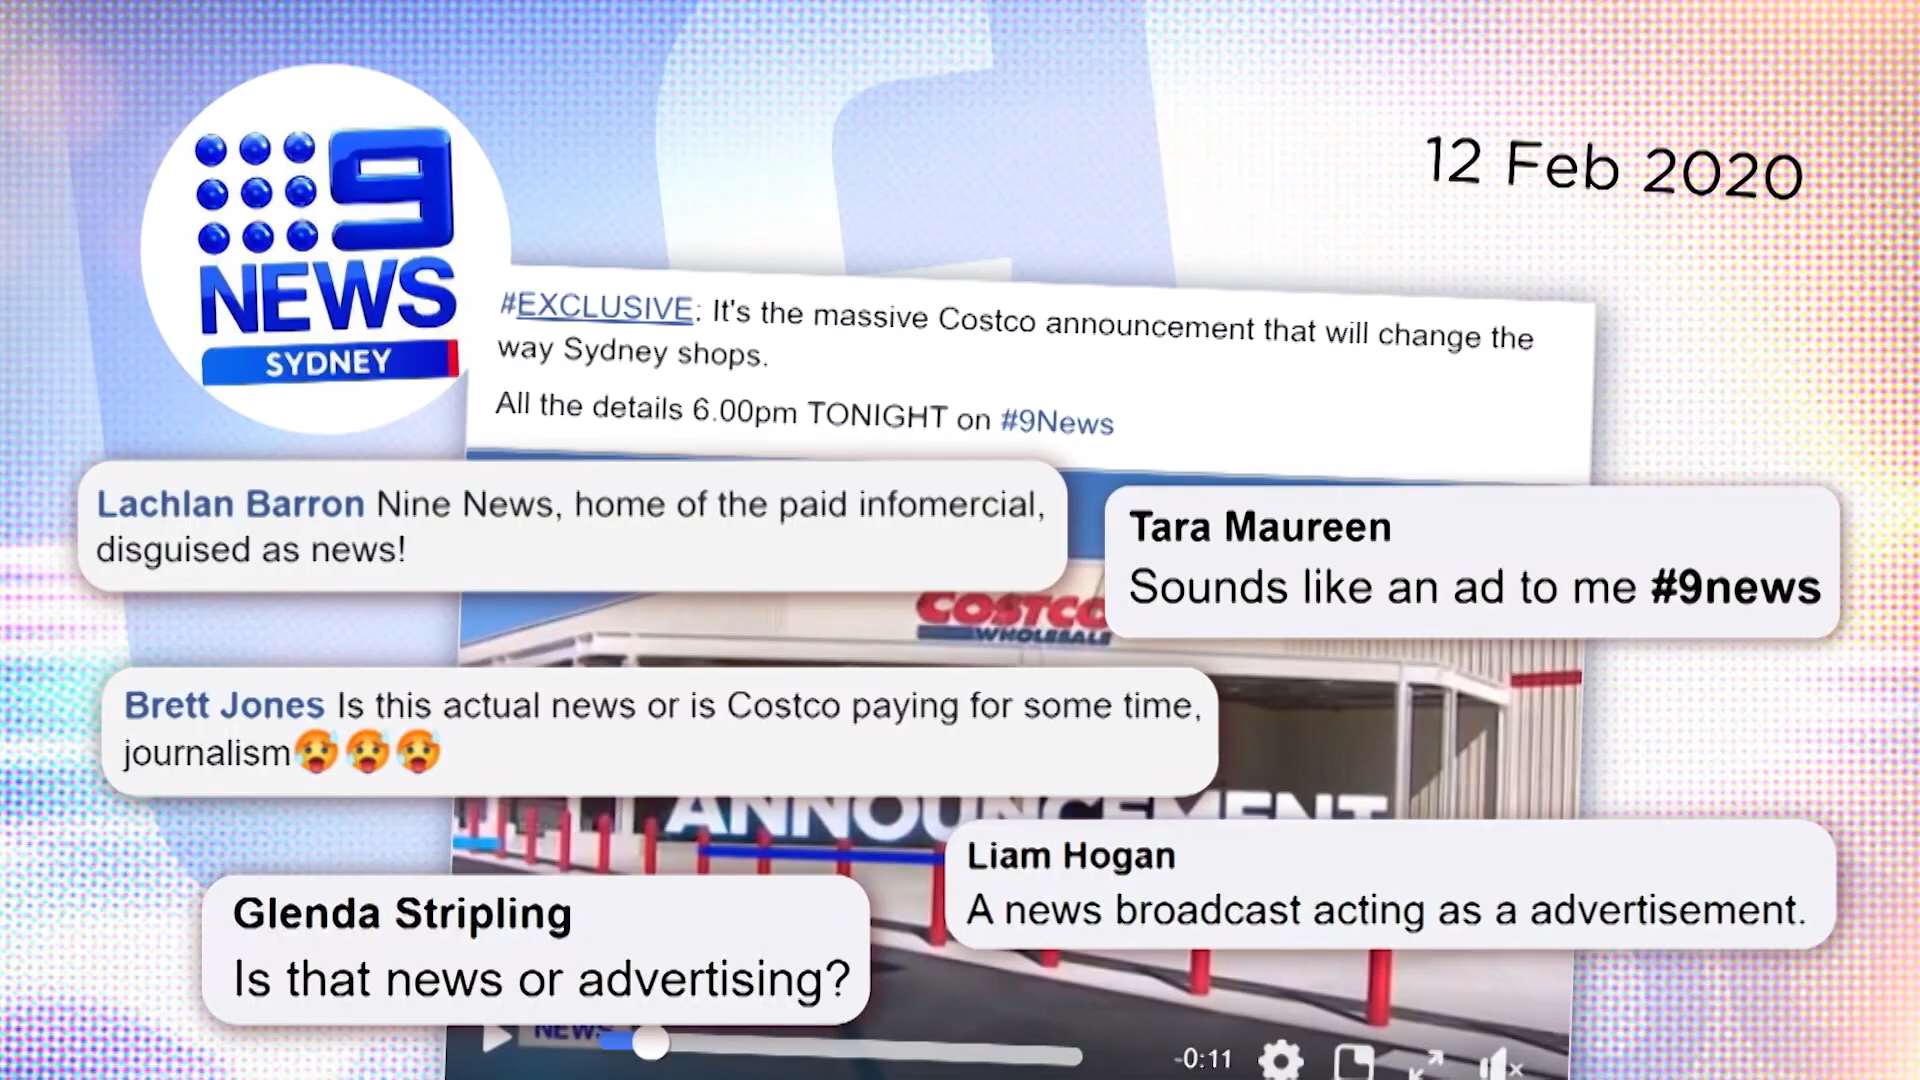 9
NEWS
SYDNEY
12 Feb 2020
#EXCLUSIVE: It's the massive Costco announcement that will change the
way Sydney shops.
All the details 6.00pm TONIGHT on #9News
Lachlan Barron Nine News, home of the paid infomercial,
disguised as news!
Tara Maureen
Sounds like an ad to me #9news
COSTCO
WHOLESALE
Brett Jones Is this actual news or is Costco paying for some time,
journalism🥵🥵🥵
ANNOUNCEMENT
Liam Hogan
A news broadcast acting as a advertisement.
Glenda Stripling
Is that news or advertising?
NEWS
-0:11